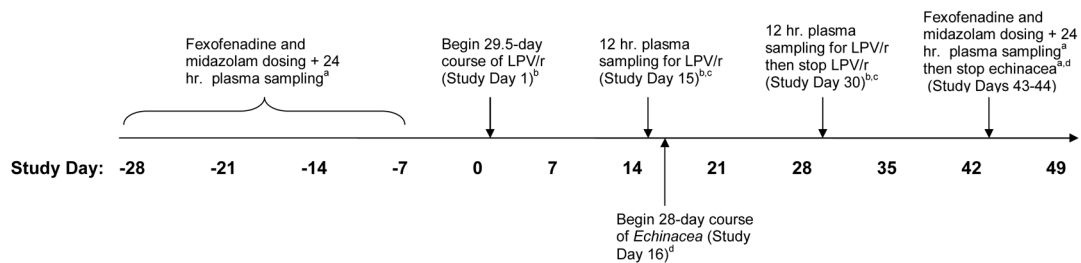 Fexofenadine and
midazolam dosing + 24
hr. plasma samplingᵃ
Begin 29.5-day
course of LPV/r
(Study Day 1)ᵇ
12 hr. plasma
sampling for LPV/r
(Study Day 15)ᵇ,ᶜ
12 hr. plasma
sampling for LPV/r
then stop LPV/r
(Study Day 30)ᵇ,ᶜ
Fexofenadine and
midazolam dosing + 24
hr. plasma samplingᵃ
then stop echinaceaᵃ,ᵈ
(Study Days 43-44)
Study Day: -28 -21 -14 -7 0 7 14 21 28 35 42 49
Begin 28-day course
of Echinacea (Study
Day 16)ᵈ